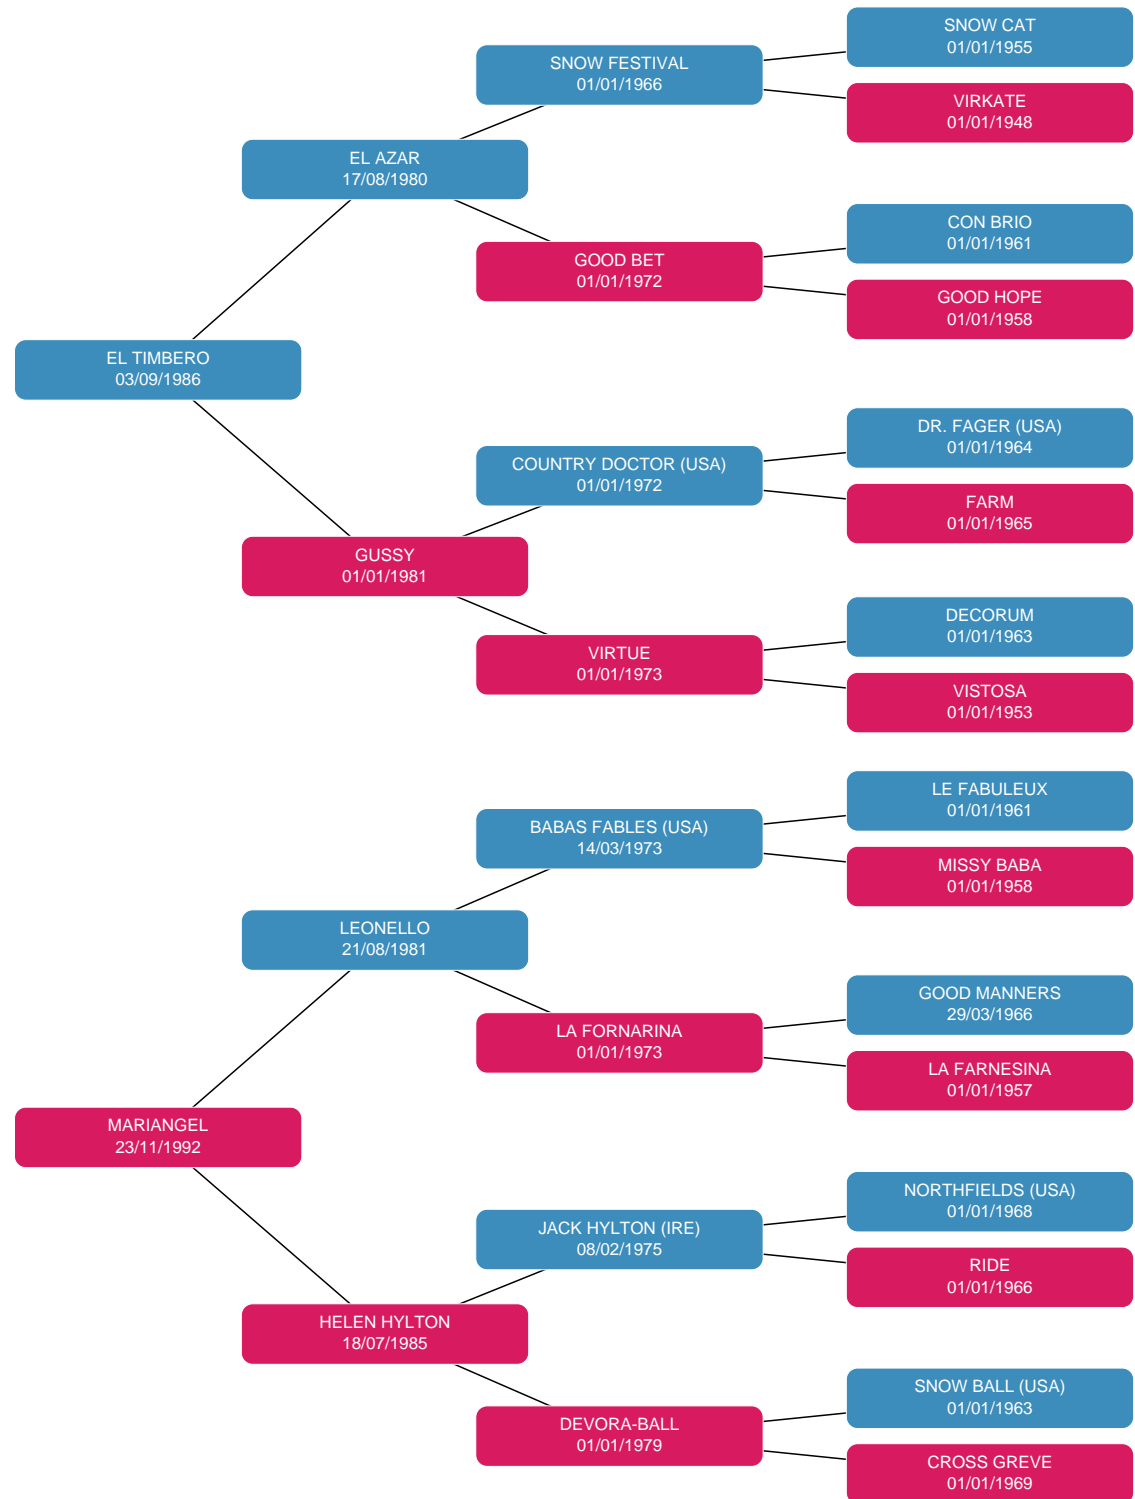 SNOW CAT
01/01/1955
SNOW FESTIVAL
01/01/1966
VIRKATE
01/01/1948
EL AZAR
17/08/1980
CON BRIO
01/01/1961
GOOD BET
01/01/1972
GOOD HOPE
01/01/1958
EL TIMBERO
03/09/1986
DR. FAGER (USA)
01/01/1964
COUNTRY DOCTOR (USA)
01/01/1972
FARM
01/01/1965
GUSSY
01/01/1981
DECORUM
01/01/1963
VIRTUE
01/01/1973
VISTOSA
01/01/1953
LE FABULEUX
01/01/1961
BABAS FABLES (USA)
14/03/1973
MISSY BABA
01/01/1958
LEONELLO
21/08/1981
GOOD MANNERS
29/03/1966
LA FORNARINA
01/01/1973
LA FARNESINA
01/01/1957
MARIANGEL
23/11/1992
NORTHFIELDS (USA)
01/01/1968
JACK HYLTON (IRE)
08/02/1975
RIDE
01/01/1966
HELEN HYLTON
18/07/1985
SNOW BALL (USA)
01/01/1963
DEVORA-BALL
01/01/1979
CROSS GREVE
01/01/1969